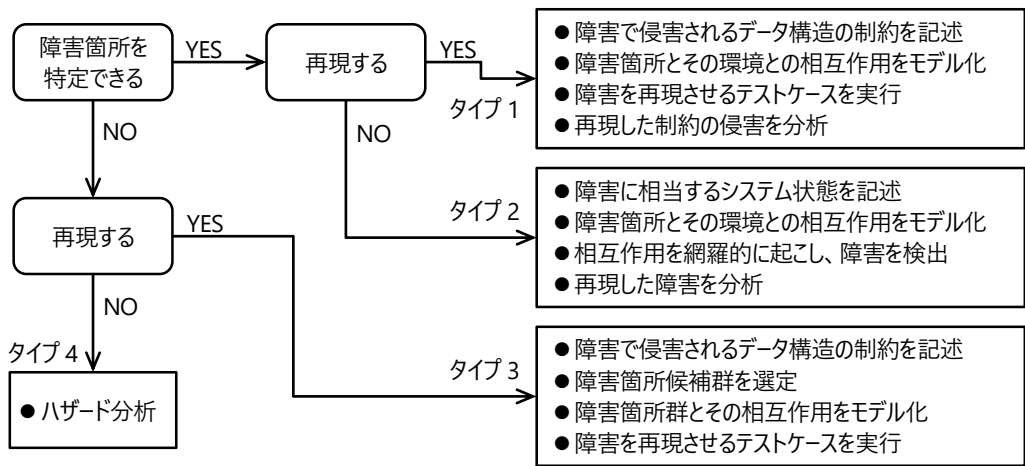 障害箇所を
特定できる
YES
再現する
YES
タイプ 1
● 障害で侵害されるデータ構造の制約を記述
● 障害箇所とその環境との相互作用をモデル化
● 障害を再現させるテストケースを実行
● 再現した制約の侵害を分析
NO
NO
タイプ 2
● 障害に相当するシステム状態を記述
● 障害箇所とその環境との相互作用をモデル化
● 相互作用を網羅的に起こし、障害を検出
● 再現した障害を分析
再現する
YES
NO
タイプ 4
● ハザード分析
タイプ 3
● 障害で侵害されるデータ構造の制約を記述
● 障害箇所候補群を選定
● 障害箇所群とその相互作用をモデル化
● 障害を再現させるテストケースを実行